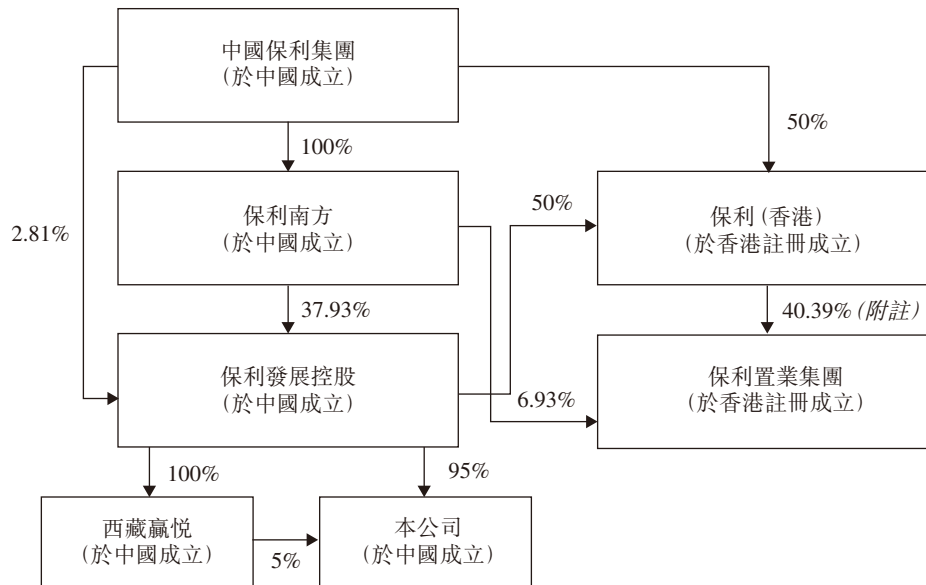 中國保利集團
(於中國成立)
50%
100%
保利南方
(於中國成立)
50%
保利(香港)
(於香港註冊成立)
2.81%
37.93%
40.39%(附註)
保利發展控股
(於中國成立)
6.93%
保利置業集團
(於香港註冊成立)
100%
95%
西藏贏悦
(於中國成立)
5%
本公司
(於中國成立)